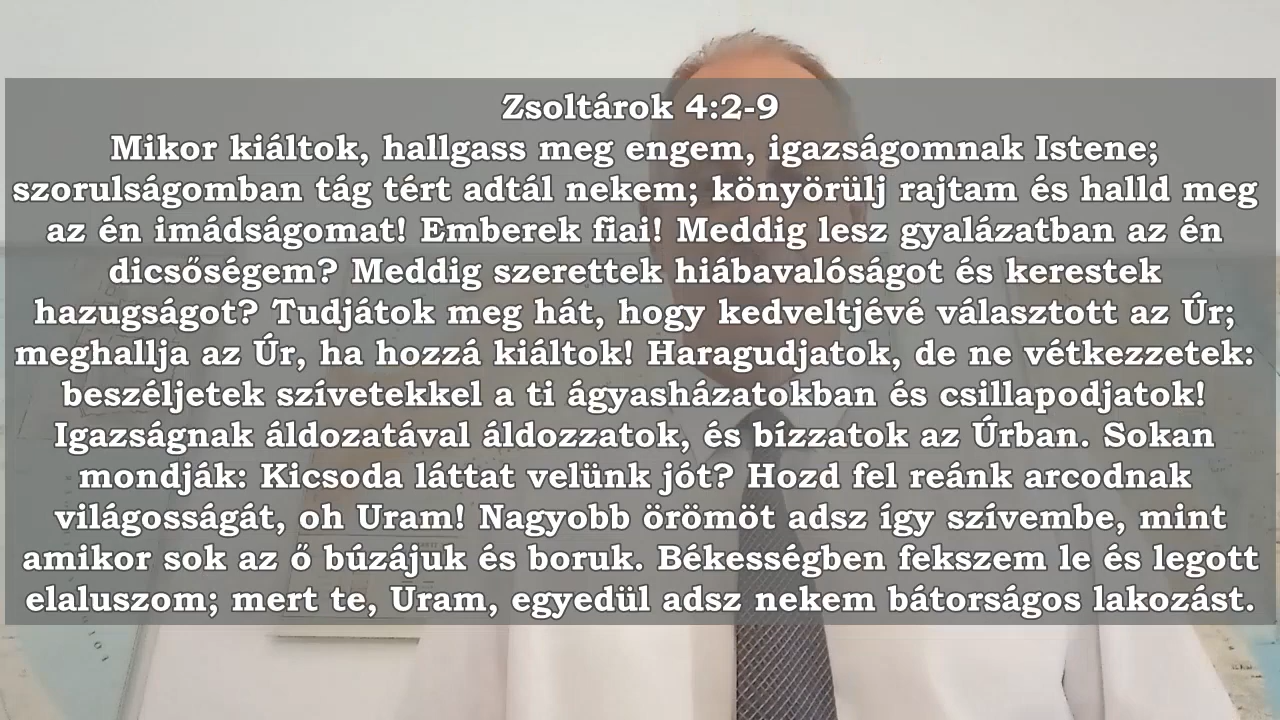 Zsoltárok 4:2-9
Mikor kiáltok, hallgass meg engem, igazságomnak Istene;
szorulságomban tág tért adtál nekem; könyörülj rajtam és halld meg
az én imádságomat! Emberek fiai! Meddig lesz gyalázatban az én
dicsőségem? Meddig szerettek hiábavalóságot és kerestek
hazugságot? Tudjátok meg hát, hogy kedveltjévé választott az Úr;
meghallja az Úr, ha hozzá kiáltok! Haragudjatok, de ne vétkezzetek:
beszéljetek szívetekkel a ti ágyasházatokban és csillapodjatok!
Igazságnak áldozatával áldozzatok, és bízzatok az Úrban. Sokan
mondják: Kicsoda láttat velünk jót? Hozd fel reánk arcodnak
világosságát, oh Uram! Nagyobb örömöt adsz így szívembe, mint
amikor sok az ő búzájuk és boruk. Békességben fekszem le és legott
elaluszom; mert te, Uram, egyedül adsz nekem bátorságos lakozást.